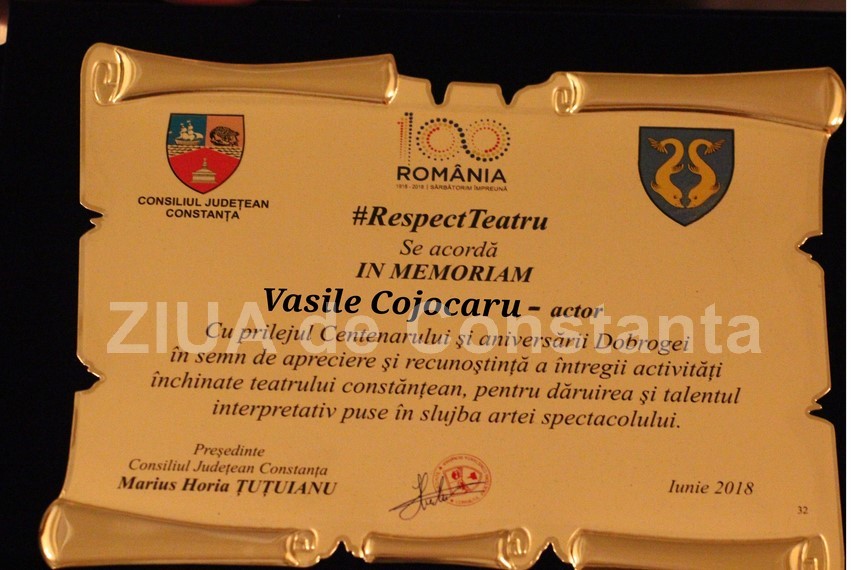 CONSILIUL JUDEȚEAN
CONSTANȚA
100
ROMÂNIA
1918 - 2018 | SĂRBĂTORIM ÎMPREUNĂ
#RespectTeatru
Se acordă
IN MEMORIAM
Vasile Cojocaru - actor
ZIUA de Constanta
Cu prilejul Centenarului și aniversării Dobrogei
în semn de apreciere și recunoștință a întregii activități
închinate teatrului constănțean, pentru dăruirea și talentul
interpretativ puse în slujba artei spectacolului.
Președinte
Consiliul Județean Constanța
Marius Horia ȚUȚUIANU
Iunie 2018
32